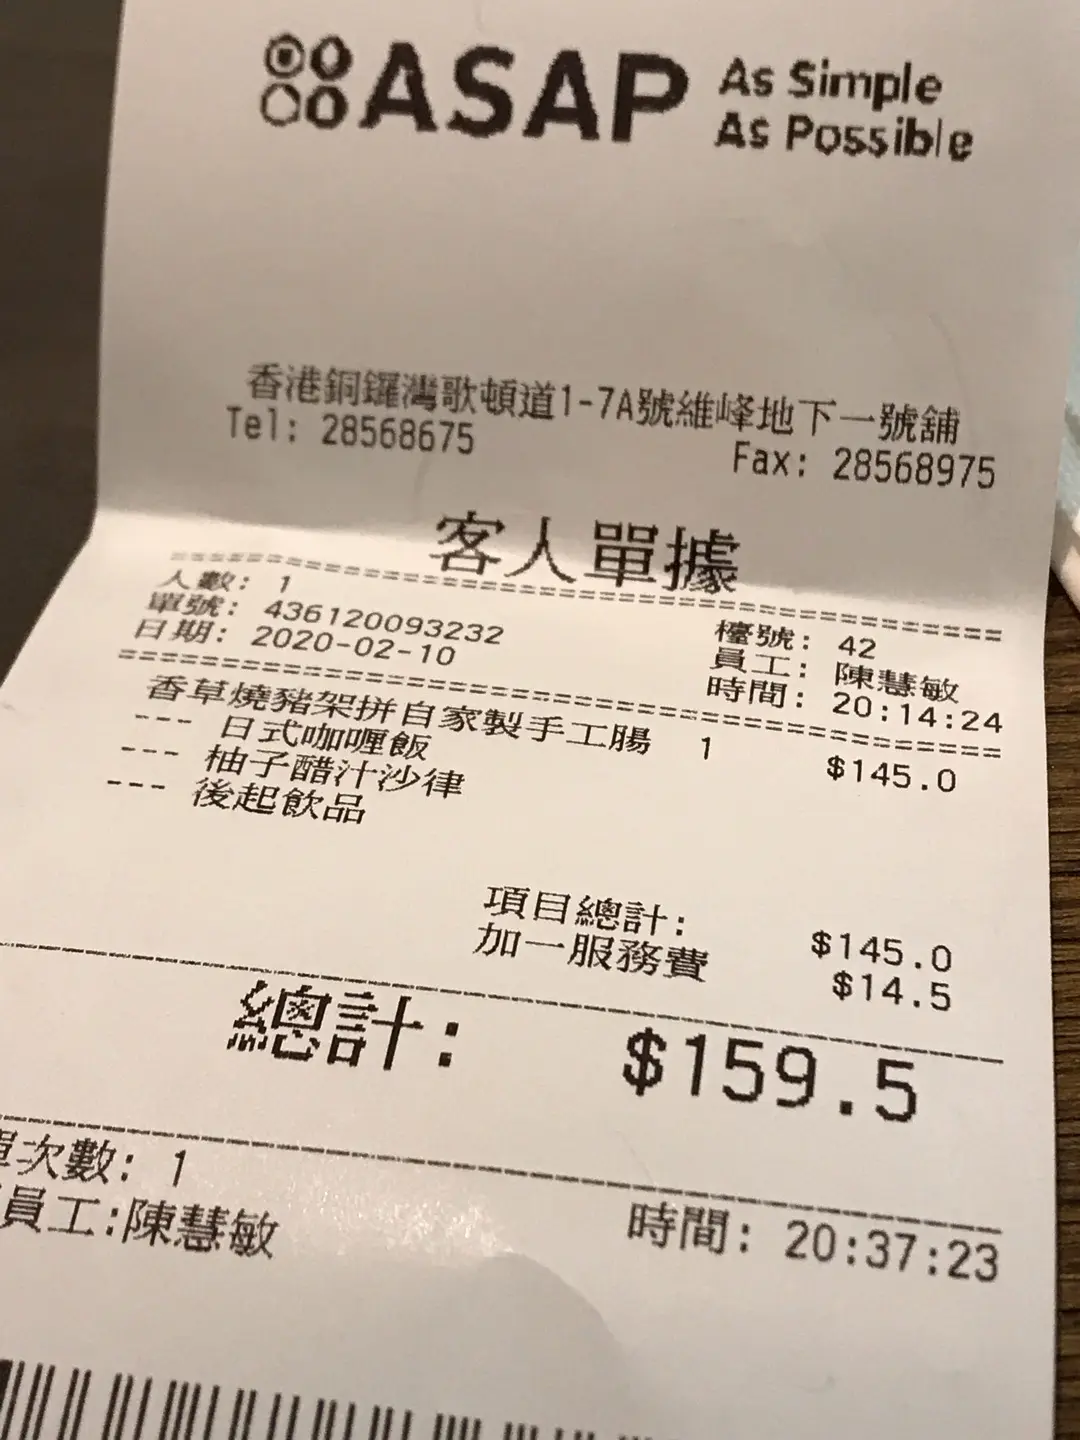 ASAP As Simple
As Possible
香港銅鑼灣歌頓道1-7A號維峰地下一號舖
Tel: 28568675 Fax: 28568975
客人單據
人數: 1 檯號: 42
單號: 436120093232 員工: 陳慧敏
日期: 2020-02-10 時間: 20:14:24
香草燒豬架拼自家製手工腸 1 $145.0
--- 日式咖喱飯
--- 柚子醋汁沙律
--- 後起飲品
項目總計: $145.0
加一服務費 $14.5
總計: $159.5
單次數: 1
員工:陳慧敏 時間: 20:37:23